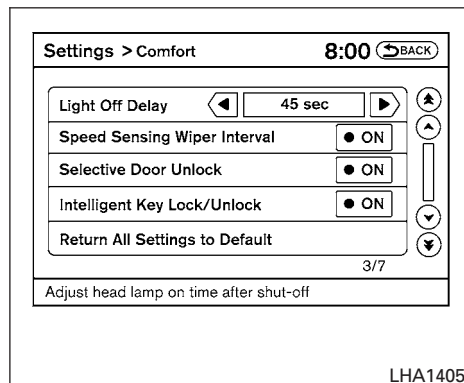 Settings > Comfort 8:00 BACK
Light Off Delay 45 sec
Speed Sensing Wiper Interval ON
Selective Door Unlock ON
Intelligent Key Lock/Unlock ON
Return All Settings to Default
3/7
Adjust head lamp on time after shut-off
LHA1405